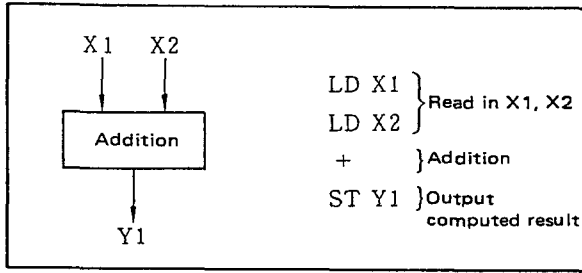 X1 X2
Addition
Y1
LD X1
LD X2
Read in X1, X2
+ Addition
ST Y1 Output
computed result